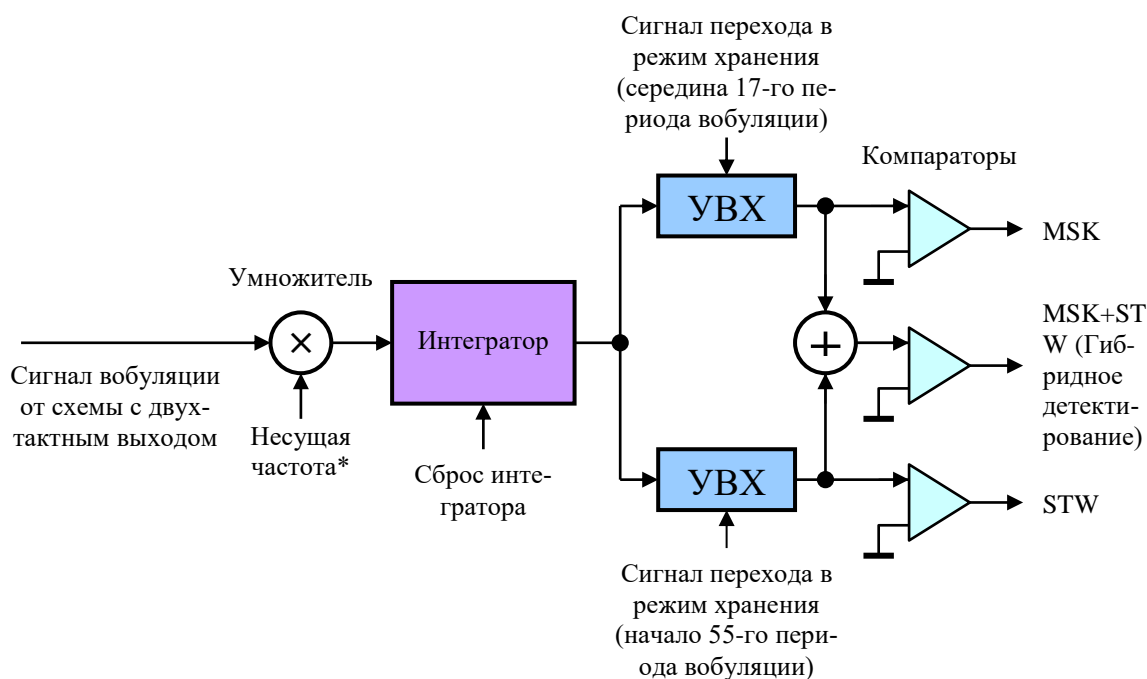 Сигнал перехода в
режим хранения
(середина 17-го пе-
риода вобуляции)
Компараторы
УВХ
MSK
Умножитель
×
Интегратор
+
MSK+ST
W (Гиб-
ридное
детекти-
рование)
Сигнал вобуляции
от схемы с двух-
тактным выходом
Несущая
частота*
Сброс инте-
гратора
УВХ
STW
Сигнал перехода в
режим хранения
(начало 55-го пери-
ода вобуляции)